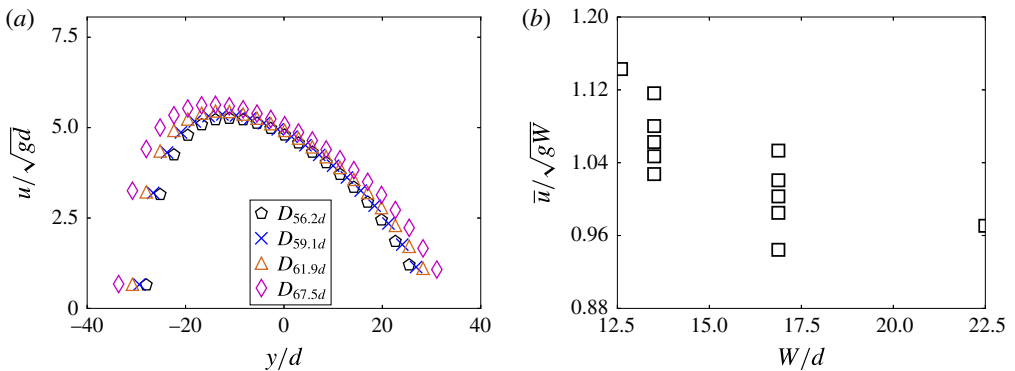 (a)
7.5
5.0
2.5
0
u/√gd
–40
–20
0
20
40
y/d
D56.2d
D59.1d
D61.9d
D67.5d
(b)
1.20
1.12
1.04
0.96
0.88
u̅/√gW
12.5
15.0
17.5
20.0
22.5
W/d